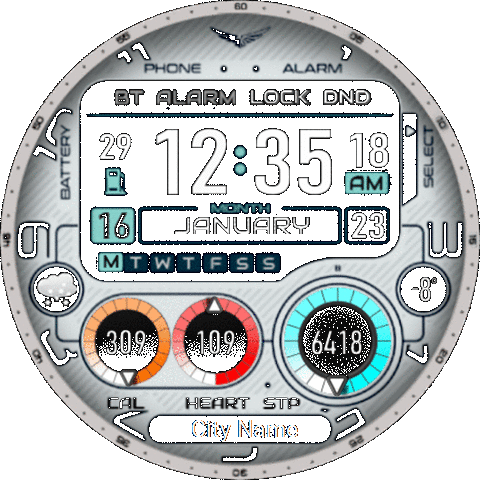 PHONE ALARM
BT ALARM LOCK DND
29 12:35 18
AM
MONTH
16 JANUARY 23
M T W T F S S
BATTERY
SELECT
-8°
309 109 6418
CAL HEART STP
City Name